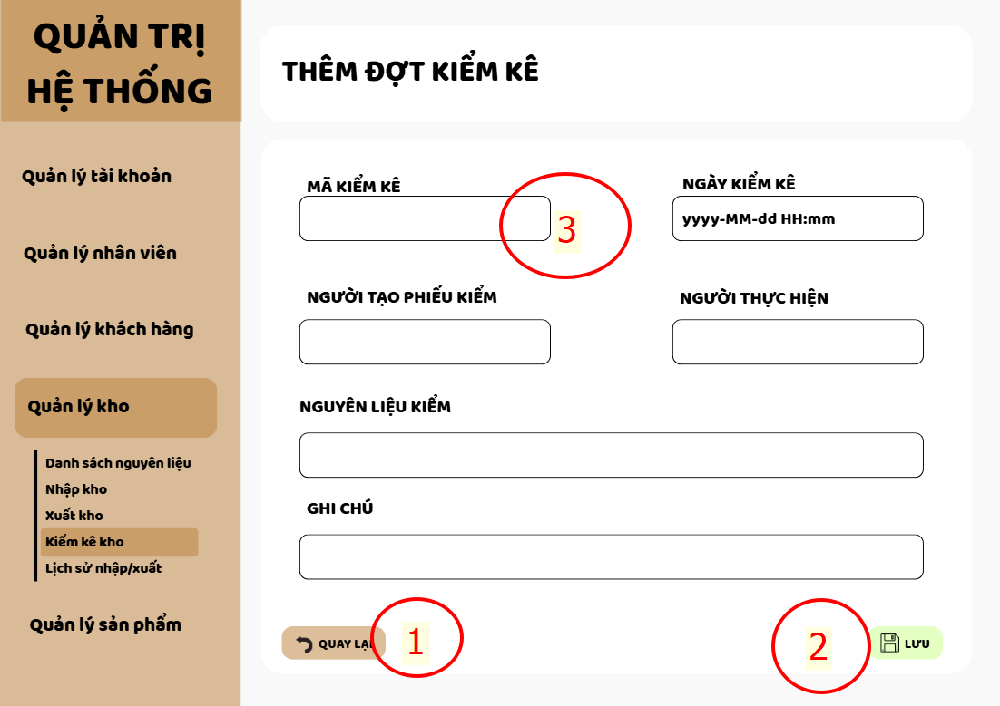 QUẢN TRỊ
HỆ THỐNG
Quản lý tài khoản
Quản lý nhân viên
Quản lý khách hàng
Quản lý kho
Danh sách nguyên liệu
Nhập kho
Xuất kho
Kiểm kê kho
Lịch sử nhập/xuất
Quản lý sản phẩm
THÊM ĐỢT KIỂM KÊ
MÃ KIỂM KÊ
3
NGÀY KIỂM KÊ
yyyy-MM-dd HH:mm
NGƯỜI TẠO PHIẾU KIỂM
NGƯỜI THỰC HIỆN
NGUYÊN LIỆU KIỂM
GHI CHÚ
QUAY LẠI
1
2
LƯU